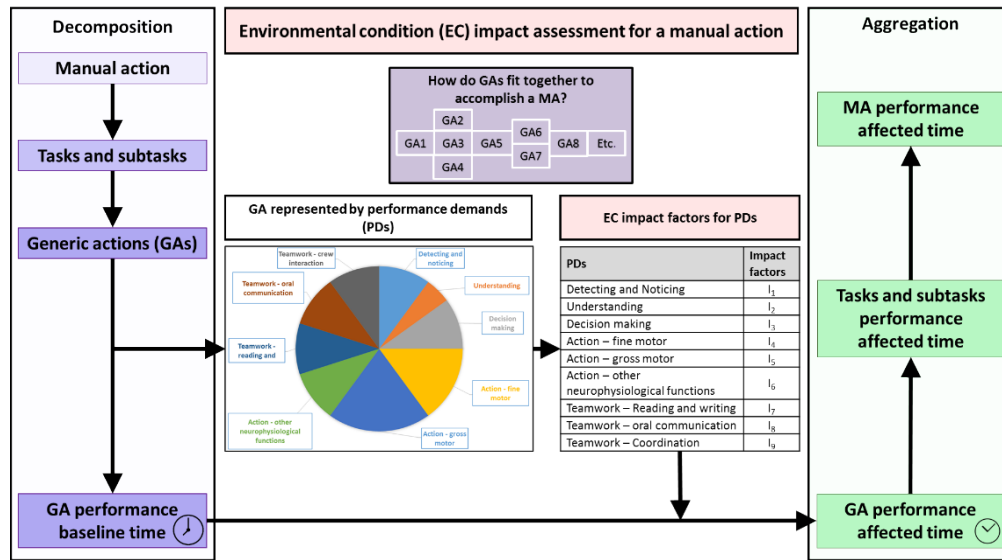 Decomposition
Manual action
Tasks and subtasks
Generic actions (GAs)
GA performance
baseline time
Environmental condition (EC) impact assessment for a manual action
How do GAs fit together to
accomplish a MA?
GA1
GA2
GA3
GA4
GA5
GA6
GA7
GA8
Etc.
GA represented by performance demands
(PDs)
Teamwork - crew
interaction
Detecting and
noticing
Teamwork - oral
communication
Understanding
Decision
making
Teamwork -
reading and
Action - fine
motor
Action - other
neurophysiological
functions
Action - gross
motor
EC impact factors for PDs
PDs Impact
factors
Detecting and Noticing I1
Understanding I2
Decision making I3
Action – fine motor I4
Action – gross motor I5
Action – other
neurophysiological functions I6
Teamwork – Reading and writing I7
Teamwork – oral communication I8
Teamwork – Coordination I9
Aggregation
MA performance
affected time
Tasks and subtasks
performance
affected time
GA performance
affected time